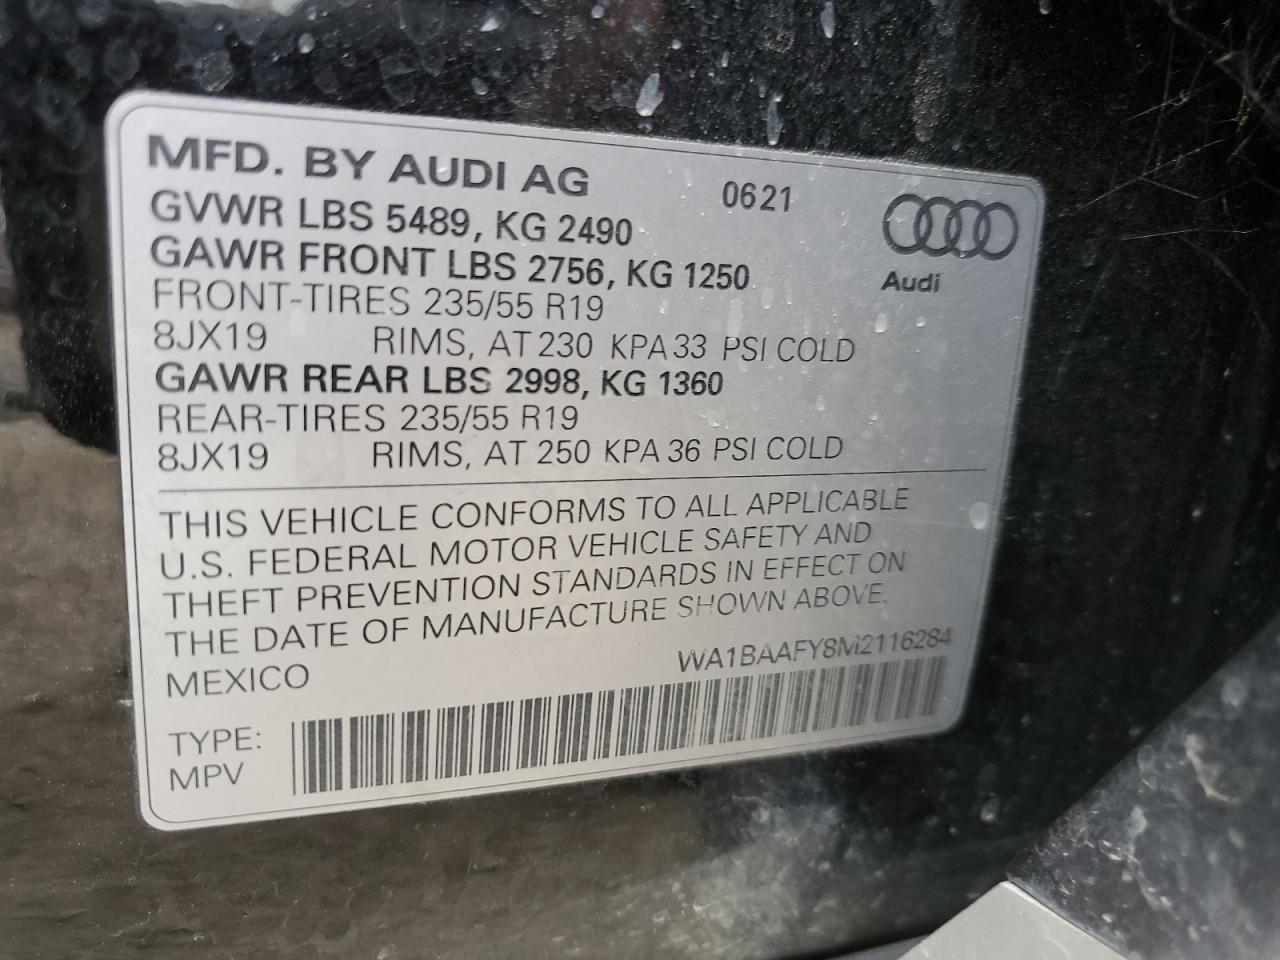 MFD. BY AUDI AG 0621
GVWR LBS 5489, KG 2490
GAWR FRONT LBS 2756, KG 1250
Audi
FRONT-TIRES 235/55 R19
8JX19 RIMS, AT 230 KPA 33 PSI COLD
GAWR REAR LBS 2998, KG 1360
REAR-TIRES 235/55 R19
8JX19 RIMS, AT 250 KPA 36 PSI COLD
THIS VEHICLE CONFORMS TO ALL APPLICABLE
U.S. FEDERAL MOTOR VEHICLE SAFETY AND
THEFT PREVENTION STANDARDS IN EFFECT ON
THE DATE OF MANUFACTURE SHOWN ABOVE.
MEXICO WA1BAAFY8M2116284
TYPE:
MPV